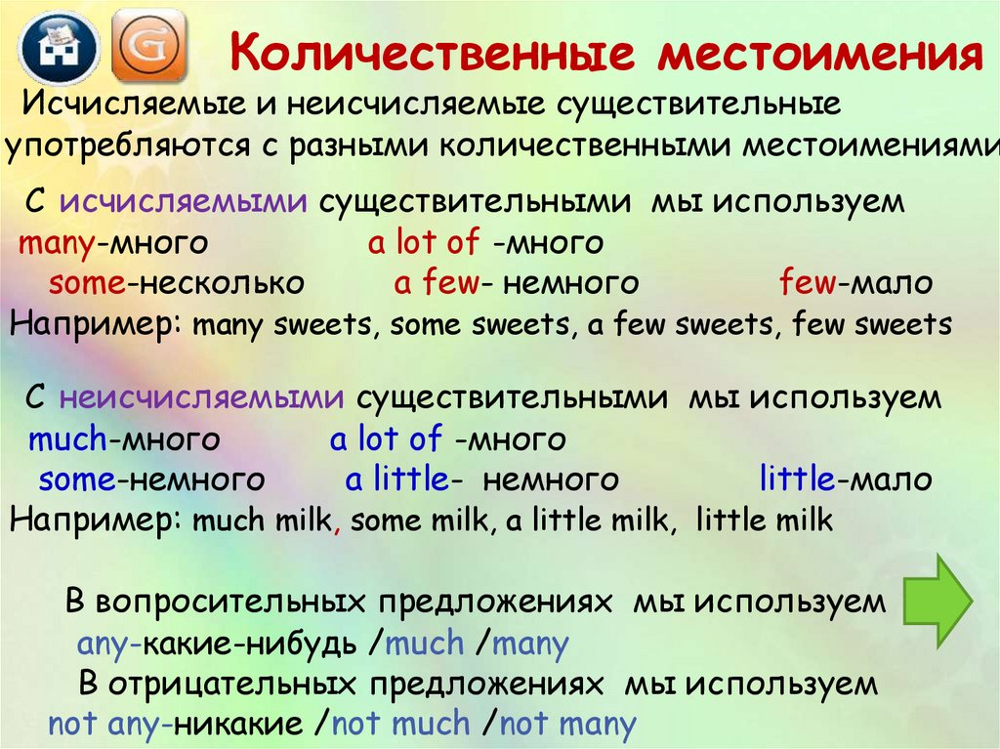 G
Количественные местоимения
Исчисляемые и неисчисляемые существительные
употребляются с разными количественными местоимениями
С исчисляемыми существительными мы используем
many-много a lot of -много
some-несколько a few- немного few-мало
Например: many sweets, some sweets, a few sweets, few sweets
С неисчисляемыми существительными мы используем
much-много a lot of -много
some-немного a little- немного little-мало
Например: much milk, some milk, a little milk, little milk
В вопросительных предложениях мы используем
any-какие-нибудь /much /many
В отрицательных предложениях мы используем
not any-никакие /not much /not many